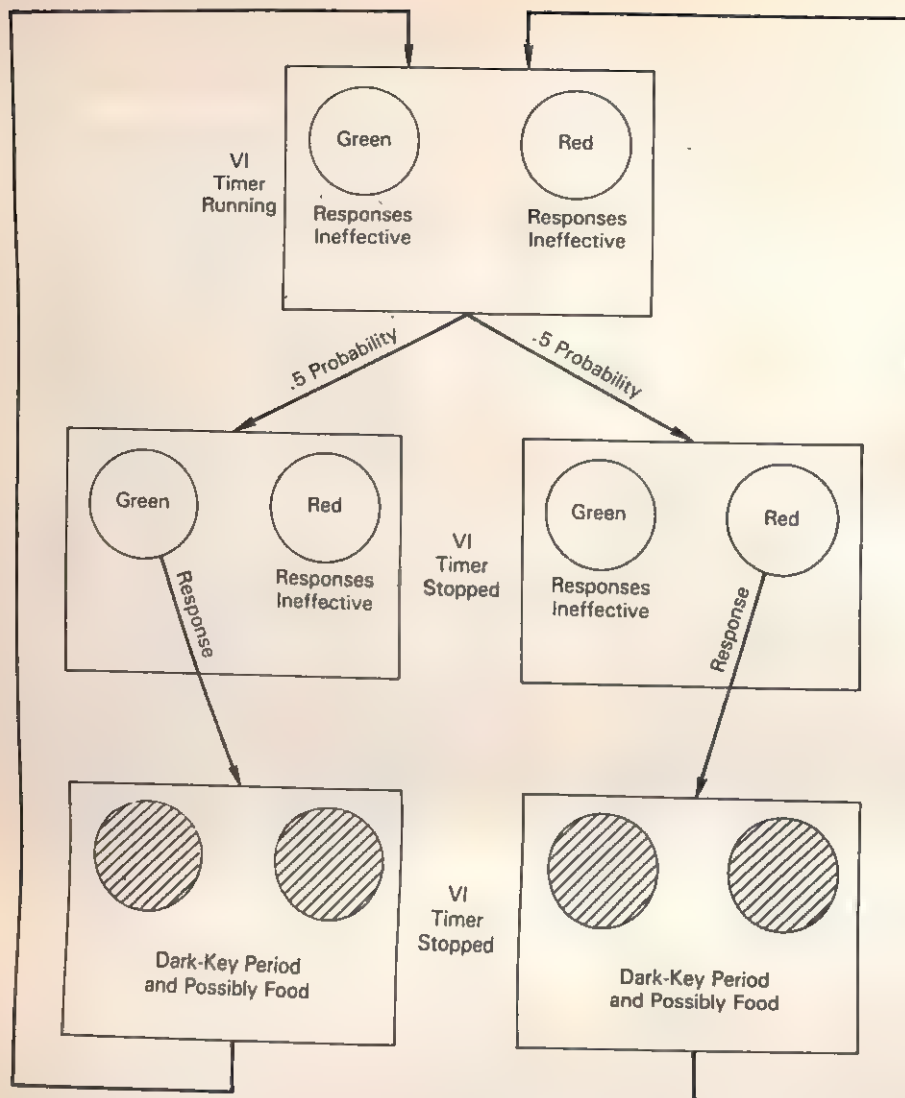 Green
Red
VI
Timer
Running
Responses
Ineffective
Responses
Ineffective
.5 Probability
.5 Probability
Green
Red
Responses
Ineffective
Response
VI
Timer
Stopped
Green
Red
Responses
Ineffective
Response
Dark-Key Period
and Possibly Food
VI
Timer
Stopped
Dark-Key Period
and Possibly Food